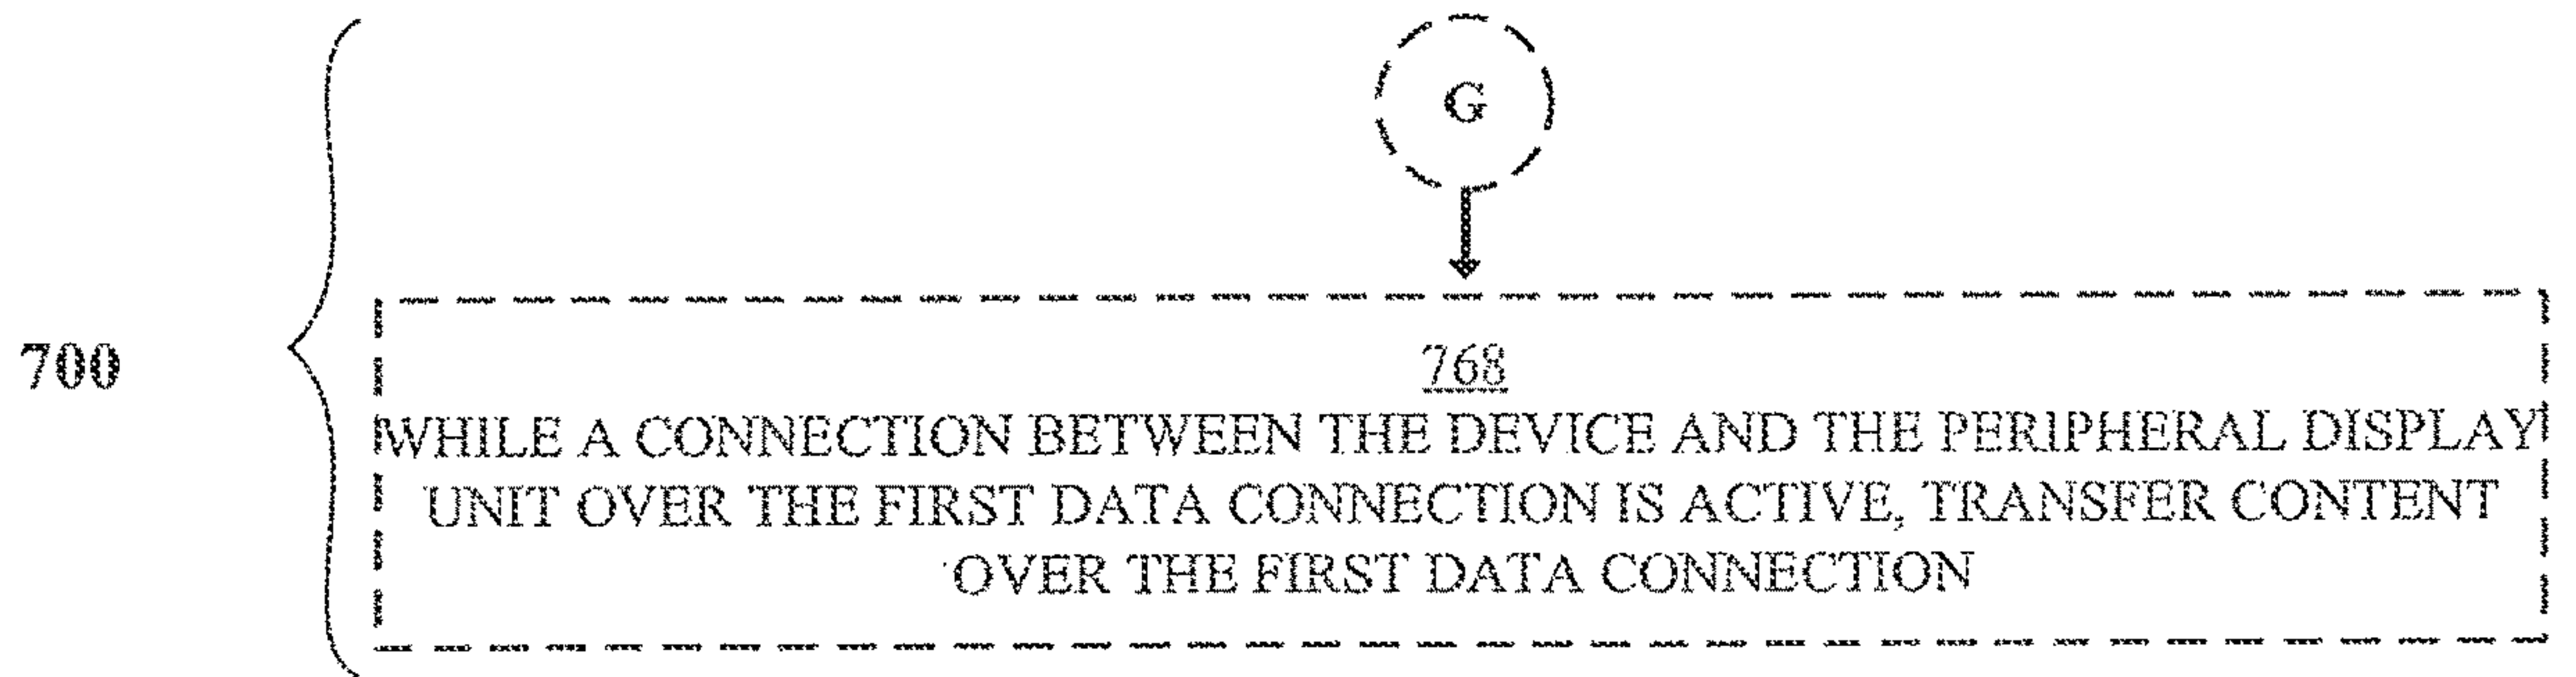 G
700
768
WHILE A CONNECTION BETWEEN THE DEVICE AND THE PERIPHERAL DISPLAY
UNIT OVER THE FIRST DATA CONNECTION IS ACTIVE, TRANSFER CONTENT
OVER THE FIRST DATA CONNECTION